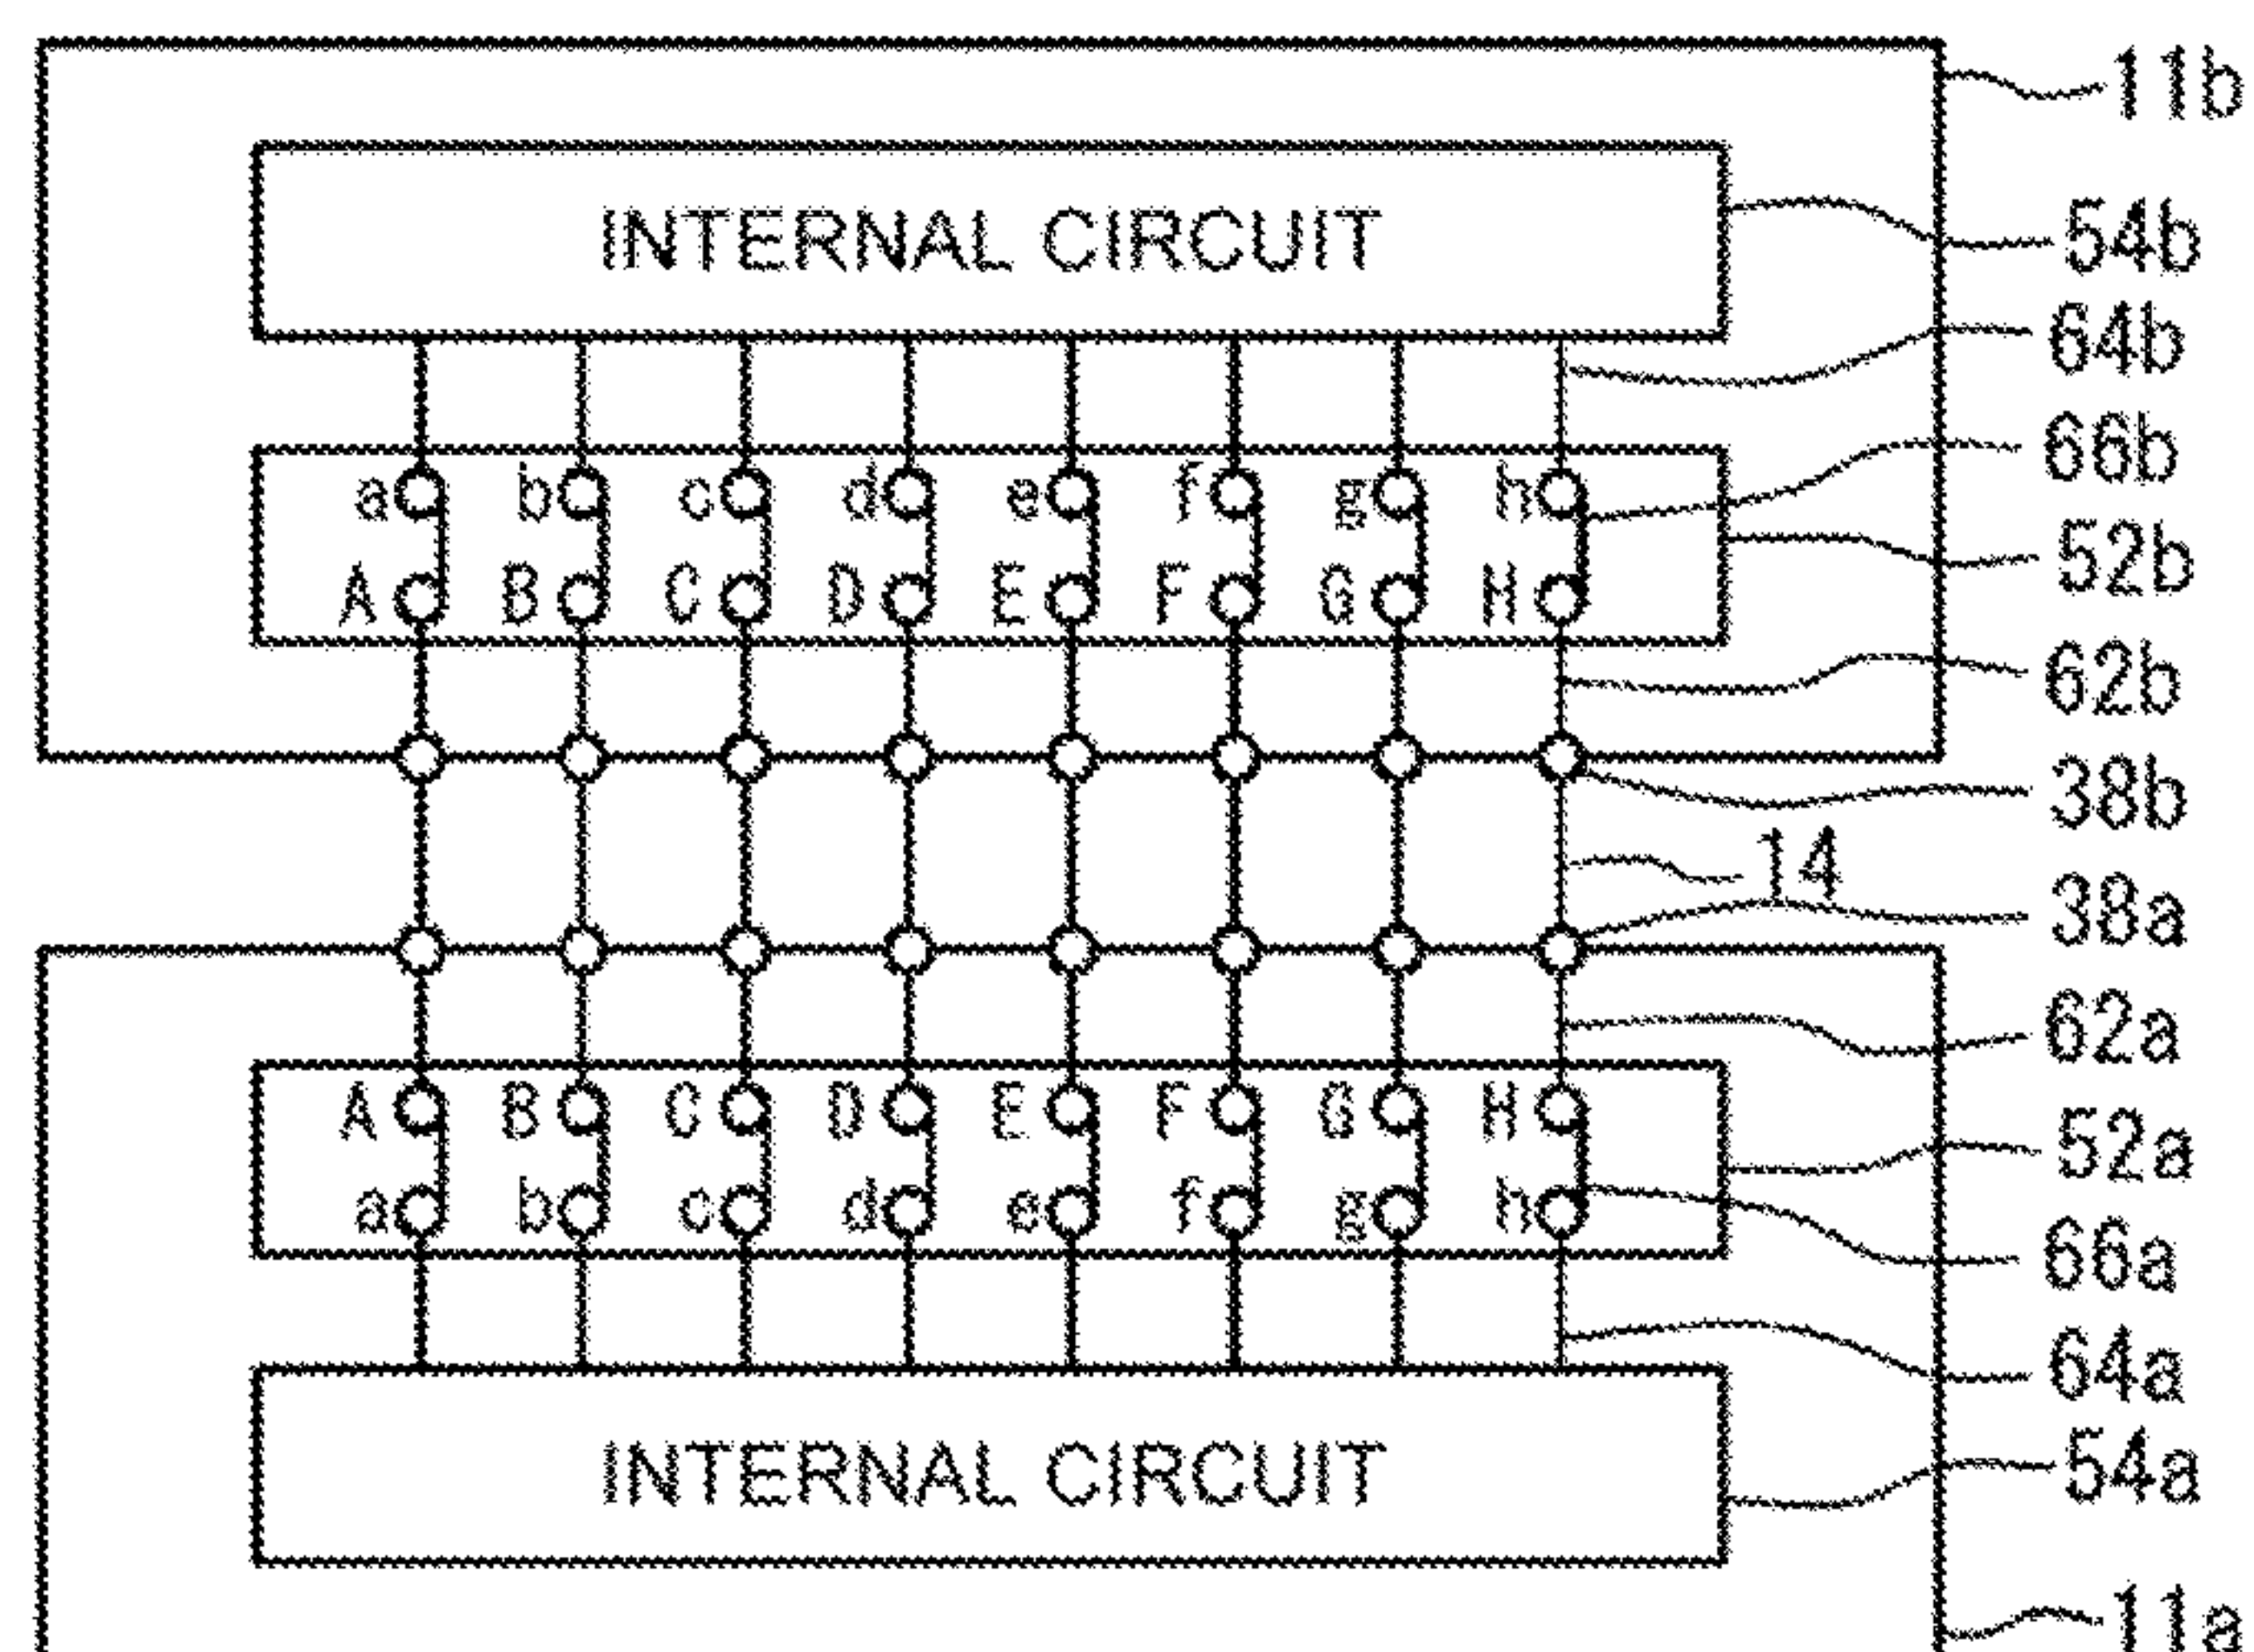 11b
INTERNAL CIRCUIT
54b
64b
66b
a b c d e f g h
52b
A B C D E F G H
62b
38b
14
38a
62a
A B C D E F G H
52a
a b c d e f g h
66a
64a
INTERNAL CIRCUIT
54a
11a